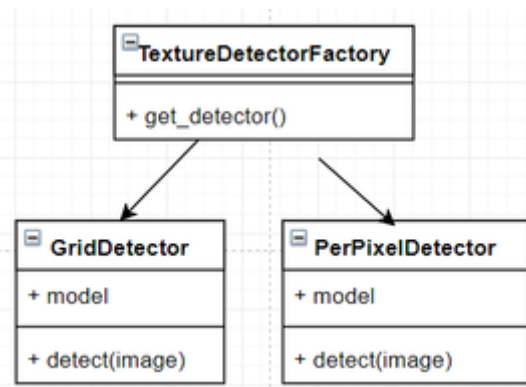 TextureDetectorFactory
+ get_detector()
GridDetector
+ model
+ detect(image)
PerPixelDetector
+ model
+ detect(image)